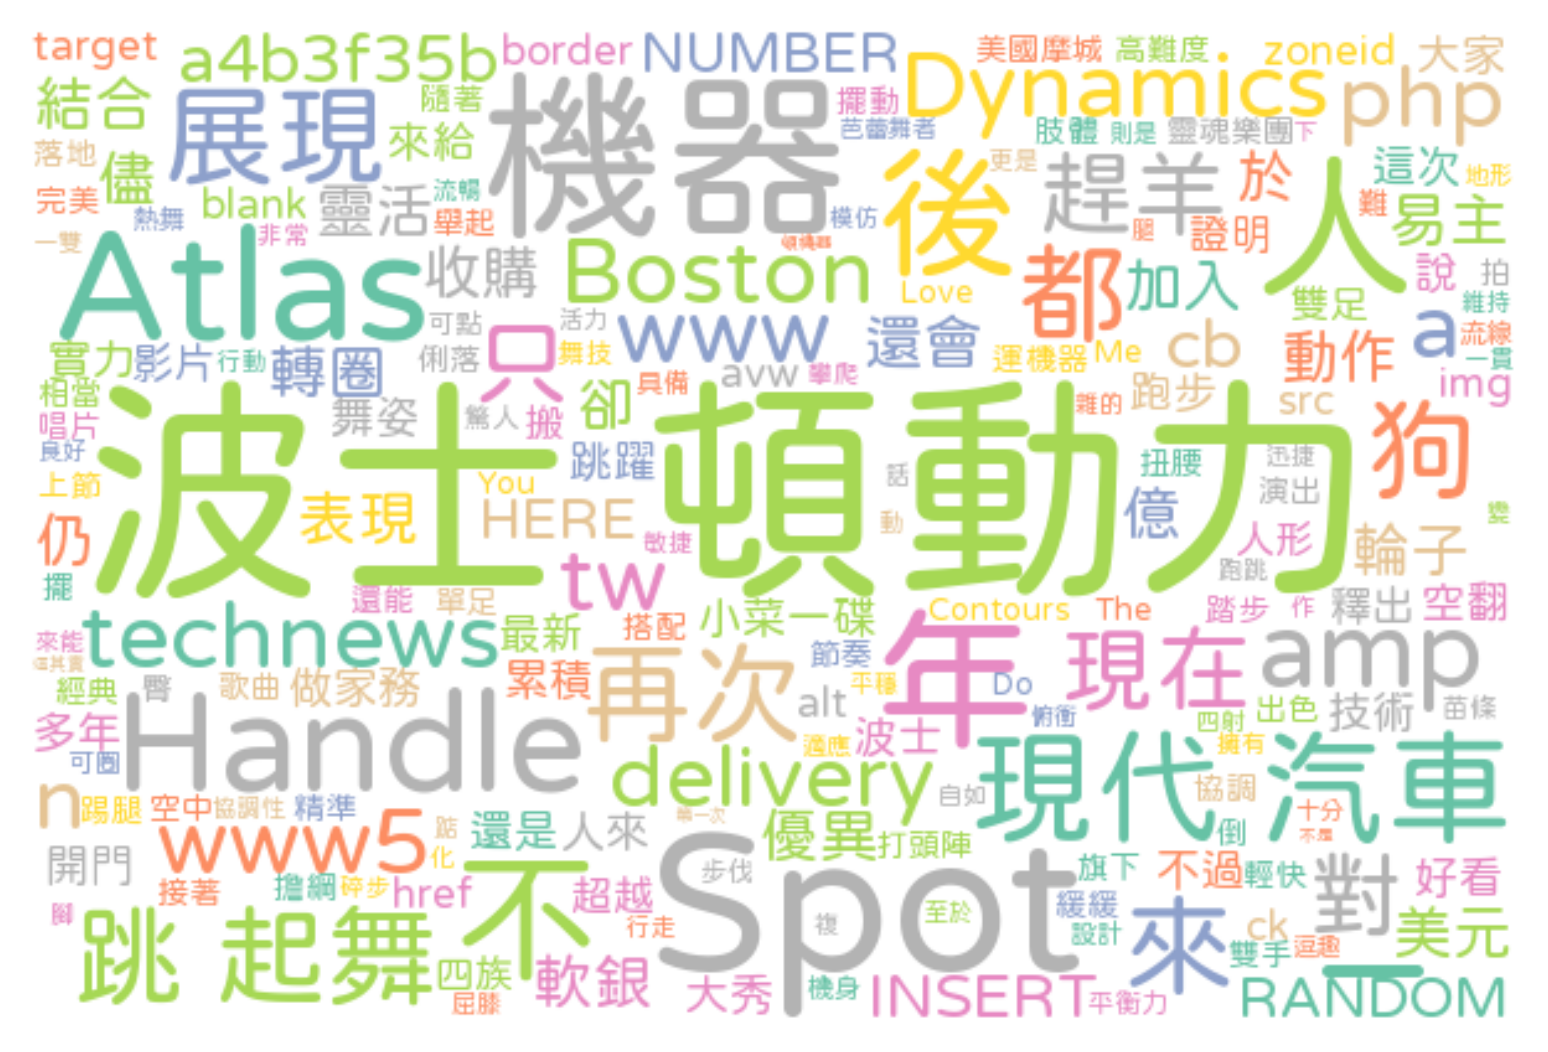 target a4b3f35b border NUMBER 美國摩城 高難度 zoneid 大家
結合 展現 隨著 機器 擺動 Dynamics php
芭蕾舞者 肢體 則是 靈魂樂團 下
落地 儘 來給 更是 趕羊 於 人 這次 地形
完美 熱舞 blank 靈活 流暢 舉起 模仿 後 腿 證明 難 易主
一雙 非常
Atlas 收購 Boston Love 都 加入 雙足 說 拍 維持
可點 活力 www 還會 a 流線
實力 影片 行動 轉圈 俐落 只 舞技 運機器 Me cb 動作 一貫
相當 avw 攀爬 具備 跑步 src img
唱片 舞姿 驚人 搬 卻 雜的 狗
良好 波士頓動力
跳躍 扭腰 迅捷
上節 You 話 演出
仍 表現 HERE 動 億
敏捷 人形 輪子
擺 tw 跑跳
還能 單足 小菜一碟 Contours The 踏步 作 釋出 空翻
來能 technews 最新 搭配 年 現在 amp
經典 臀 歌曲 做家務 累積 再次 節奏 平穩 Do
多年 Handle alt 俯衝 四射 出色 技術 苗條
可圈 適應 波士 擁有
delivery 現代汽車
n 踢腿 空中 協調性 精準 自如 協調 十分
www5 踮 還是 人來 第一次 優異 打頭陣 倒 不是
開門 化 不 Spot 步伐 旗下 不過 輕快 對 好看
接著 擔綱 碎步 href 超越
腳 跳 起舞 行走 複 至於 緩緩 來 ck 美元
四族 設計 雙手 逗趣
屈膝 軟銀 大秀 機身 INSERT 平衡力 一 RANDOM